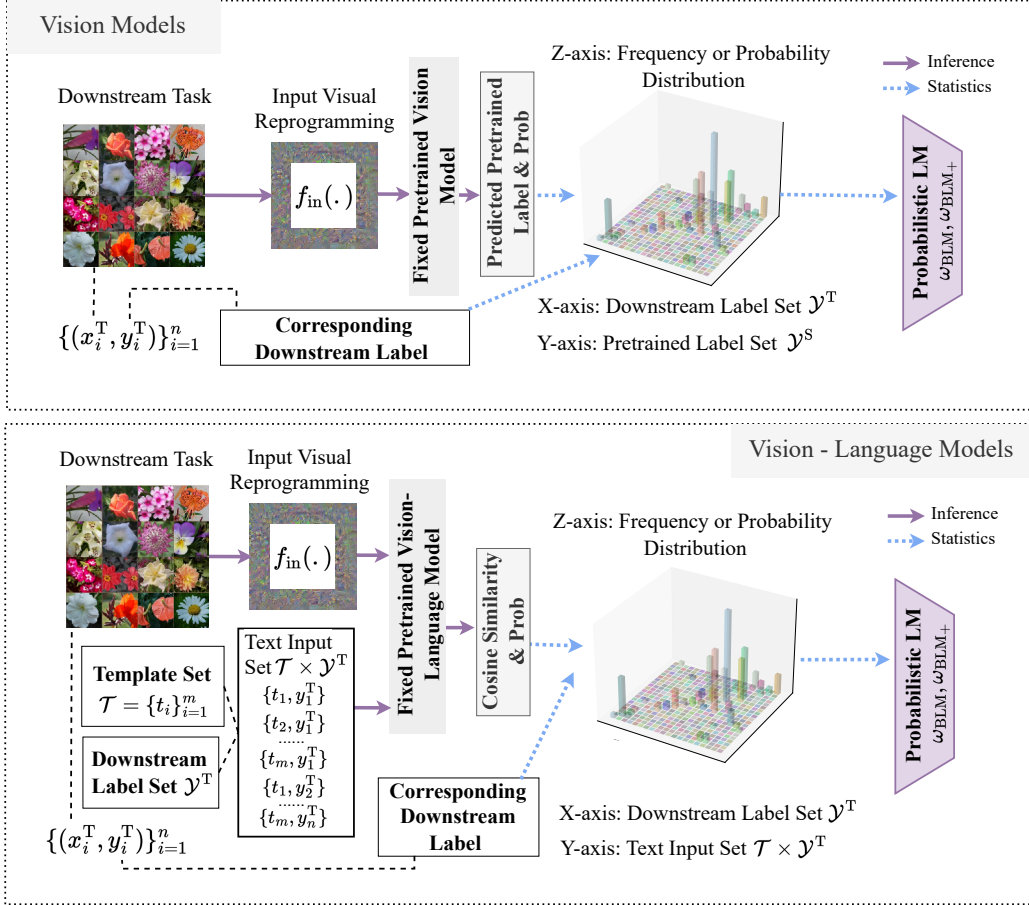 Vision Models
Downstream Task
Input Visual
Reprogramming
f_in(.)
Fixed Pretrained Vision
Model
Predicted Pretrained
Label & Prob
Z-axis: Frequency or Probability
Distribution
Inference
Statistics
Probabilistic LM
ω_BLM, ω_BLM+
{(x_i^T, y_i^T)}_{i=1}^n
Corresponding
Downstream Label
X-axis: Downstream Label Set 𝒴^T
Y-axis: Pretrained Label Set 𝒴^S
Vision - Language Models
Downstream Task
Input Visual
Reprogramming
f_in(.)
Fixed Pretrained Vision-
Language Model
Cosine Similarity
& Prob
Z-axis: Frequency or Probability
Distribution
Inference
Statistics
Probabilistic LM
ω_BLM, ω_BLM+
Template Set
𝒯 = {t_i}_{i=1}^m
Downstream
Label Set 𝒴^T
Text Input
Set 𝒯 × 𝒴^T
{t_1, y_1^T}
{t_2, y_1^T}
......
{t_m, y_1^T}
{t_1, y_2^T}
......
{t_m, y_n^T}
{(x_i^T, y_i^T)}_{i=1}^n
Corresponding
Downstream
Label
X-axis: Downstream Label Set 𝒴^T
Y-axis: Text Input Set 𝒯 × 𝒴^T